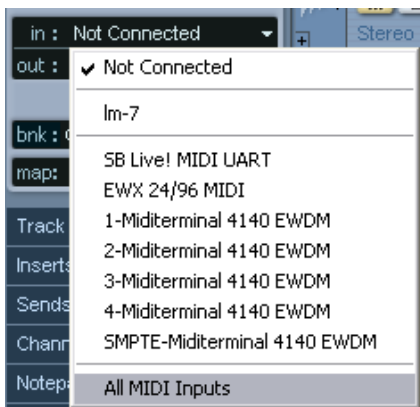 in : Not Connected
Stereo
out :
✓ Not Connected
lm-7
bnk :
SB Live! MIDI UART
map:
EWX 24/96 MIDI
1-Miditerminal 4140 EWDM
Track
2-Miditerminal 4140 EWDM
Inserts
3-Miditerminal 4140 EWDM
Sends
4-Miditerminal 4140 EWDM
SMPTE-Miditerminal 4140 EWDM
Chann
Notepa
All MIDI Inputs